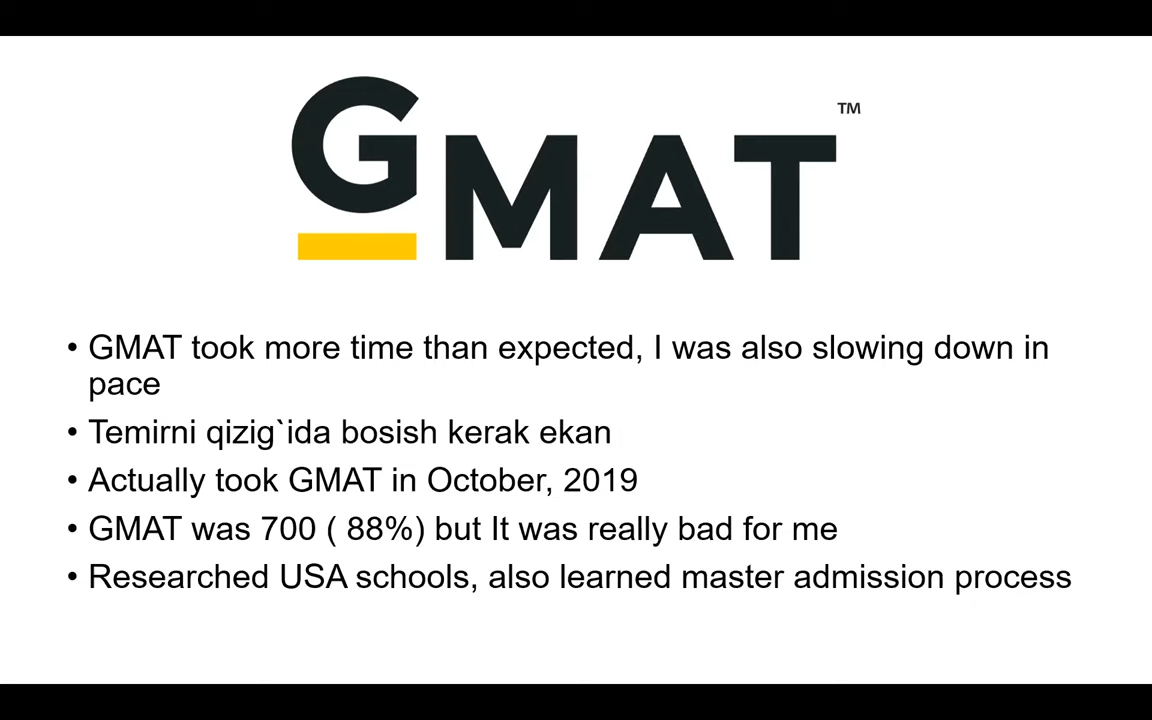 GMAT™
• GMAT took more time than expected, I was also slowing down in
pace
• Temirni qizig`ida bosish kerak ekan
• Actually took GMAT in October, 2019
• GMAT was 700 ( 88%) but It was really bad for me
• Researched USA schools, also learned master admission process